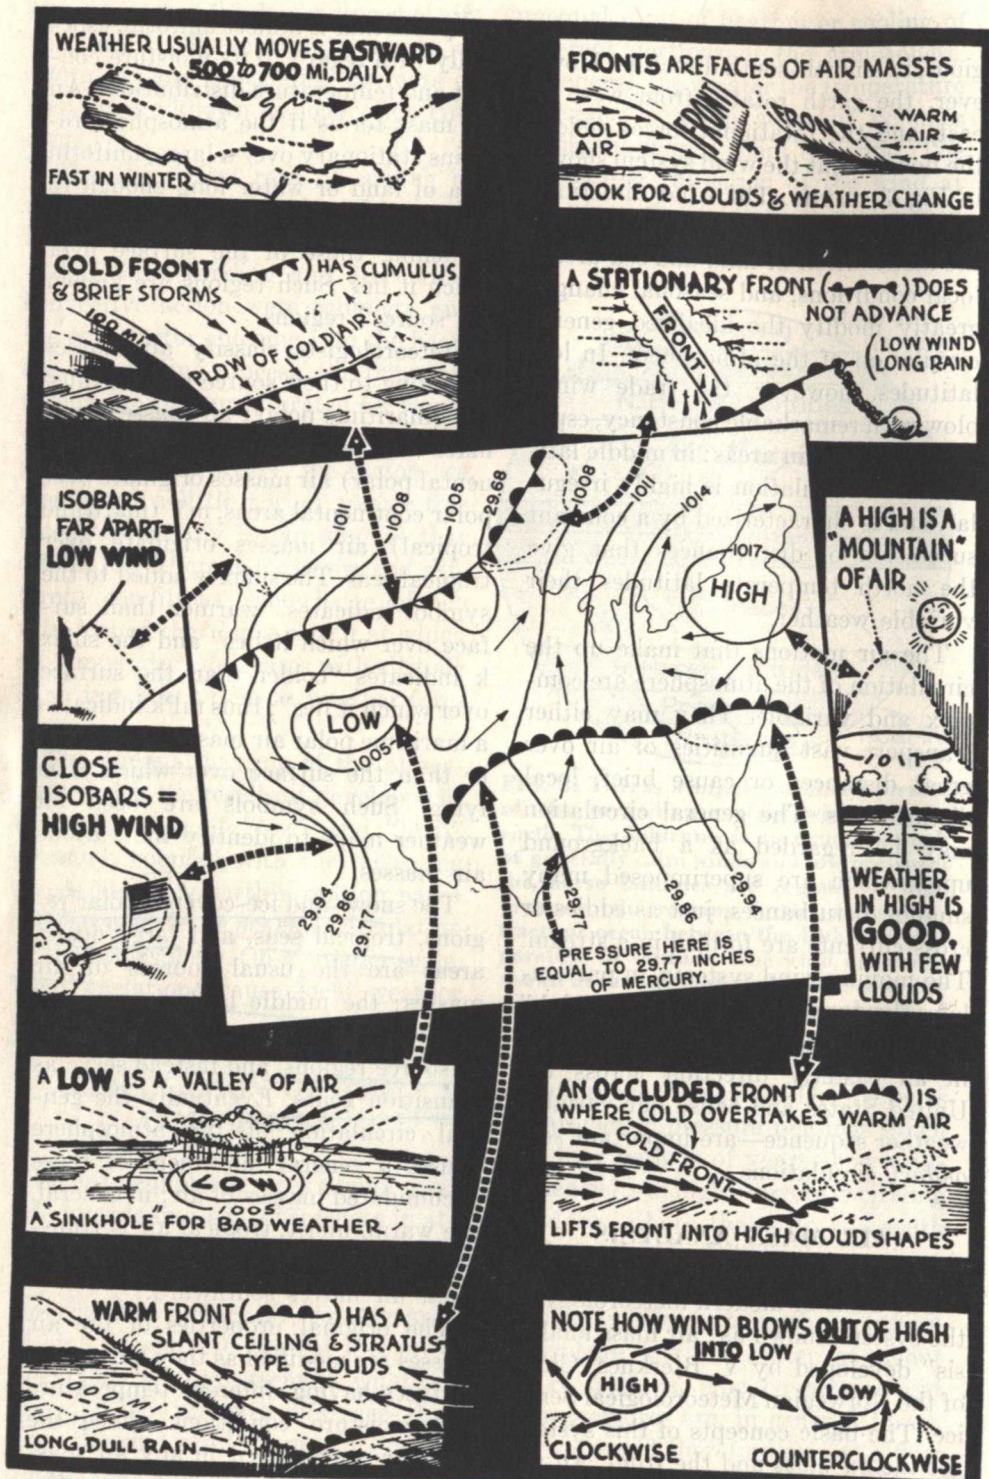 WEATHER USUALLY MOVES EASTWARD
500 to 700 Mi. DAILY
FAST IN WINTER
FRONTS ARE FACES OF AIR MASSES
FRONT
FRONT
COLD
AIR
WARM
AIR
LOOK FOR CLOUDS & WEATHER CHANGE
COLD FRONT ( ) HAS CUMULUS
& BRIEF STORMS
100 Mi.
PLOW OF COLD AIR
A STATIONARY FRONT ( ) DOES
NOT ADVANCE
(LOW WIND
LONG RAIN)
FRONT
ISOBARS
FAR APART=
LOW WIND
1011
1008
1005
29.68
1008
1011
1014
1017
HIGH
LOW
1005
A HIGH IS A
"MOUNTAIN"
OF AIR
1017
WEATHER
IN "HIGH" IS
GOOD,
WITH FEW
CLOUDS
CLOSE
ISOBARS =
HIGH WIND
29.94
29.86
29.77
29.77
29.86
29.94
PRESSURE HERE IS
EQUAL TO 29.77 INCHES
OF MERCURY.
A LOW IS A "VALLEY" OF AIR
LOW
1005
A "SINKHOLE" FOR BAD WEATHER
AN OCCLUDED FRONT ( ) IS
WHERE COLD OVERTAKES WARM AIR
COLD FRONT
WARM FRONT
LIFTS FRONT INTO HIGH CLOUD SHAPES
WARM FRONT ( ) HAS A
SLANT CEILING & STRATUS-
TYPE CLOUDS
LONG, DULL RAIN
NOTE HOW WIND BLOWS OUT OF HIGH
INTO LOW
HIGH
LOW
CLOCKWISE
COUNTERCLOCKWISE